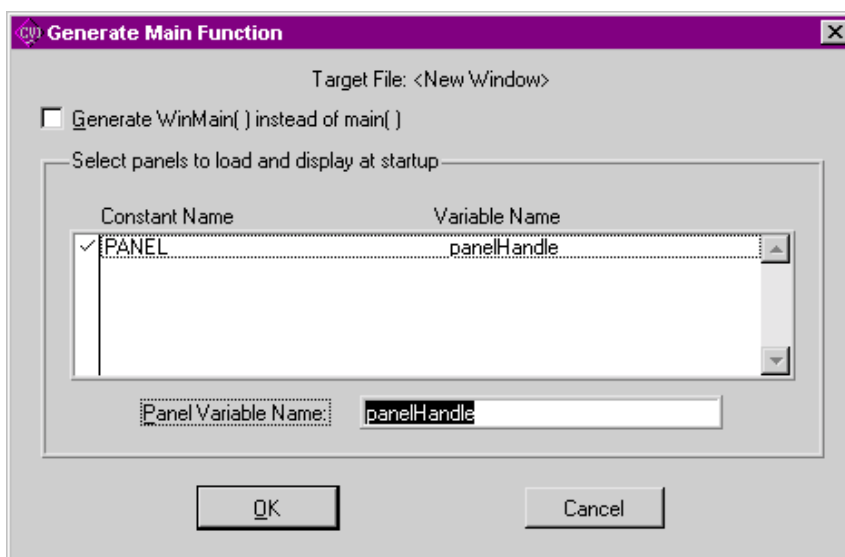 CVI Generate Main Function
Target File: <New Window>
Generate WinMain( ) instead of main( )
Select panels to load and display at startup
Constant Name Variable Name
PANEL panelHandle
Panel Variable Name: panelHandle
OK Cancel